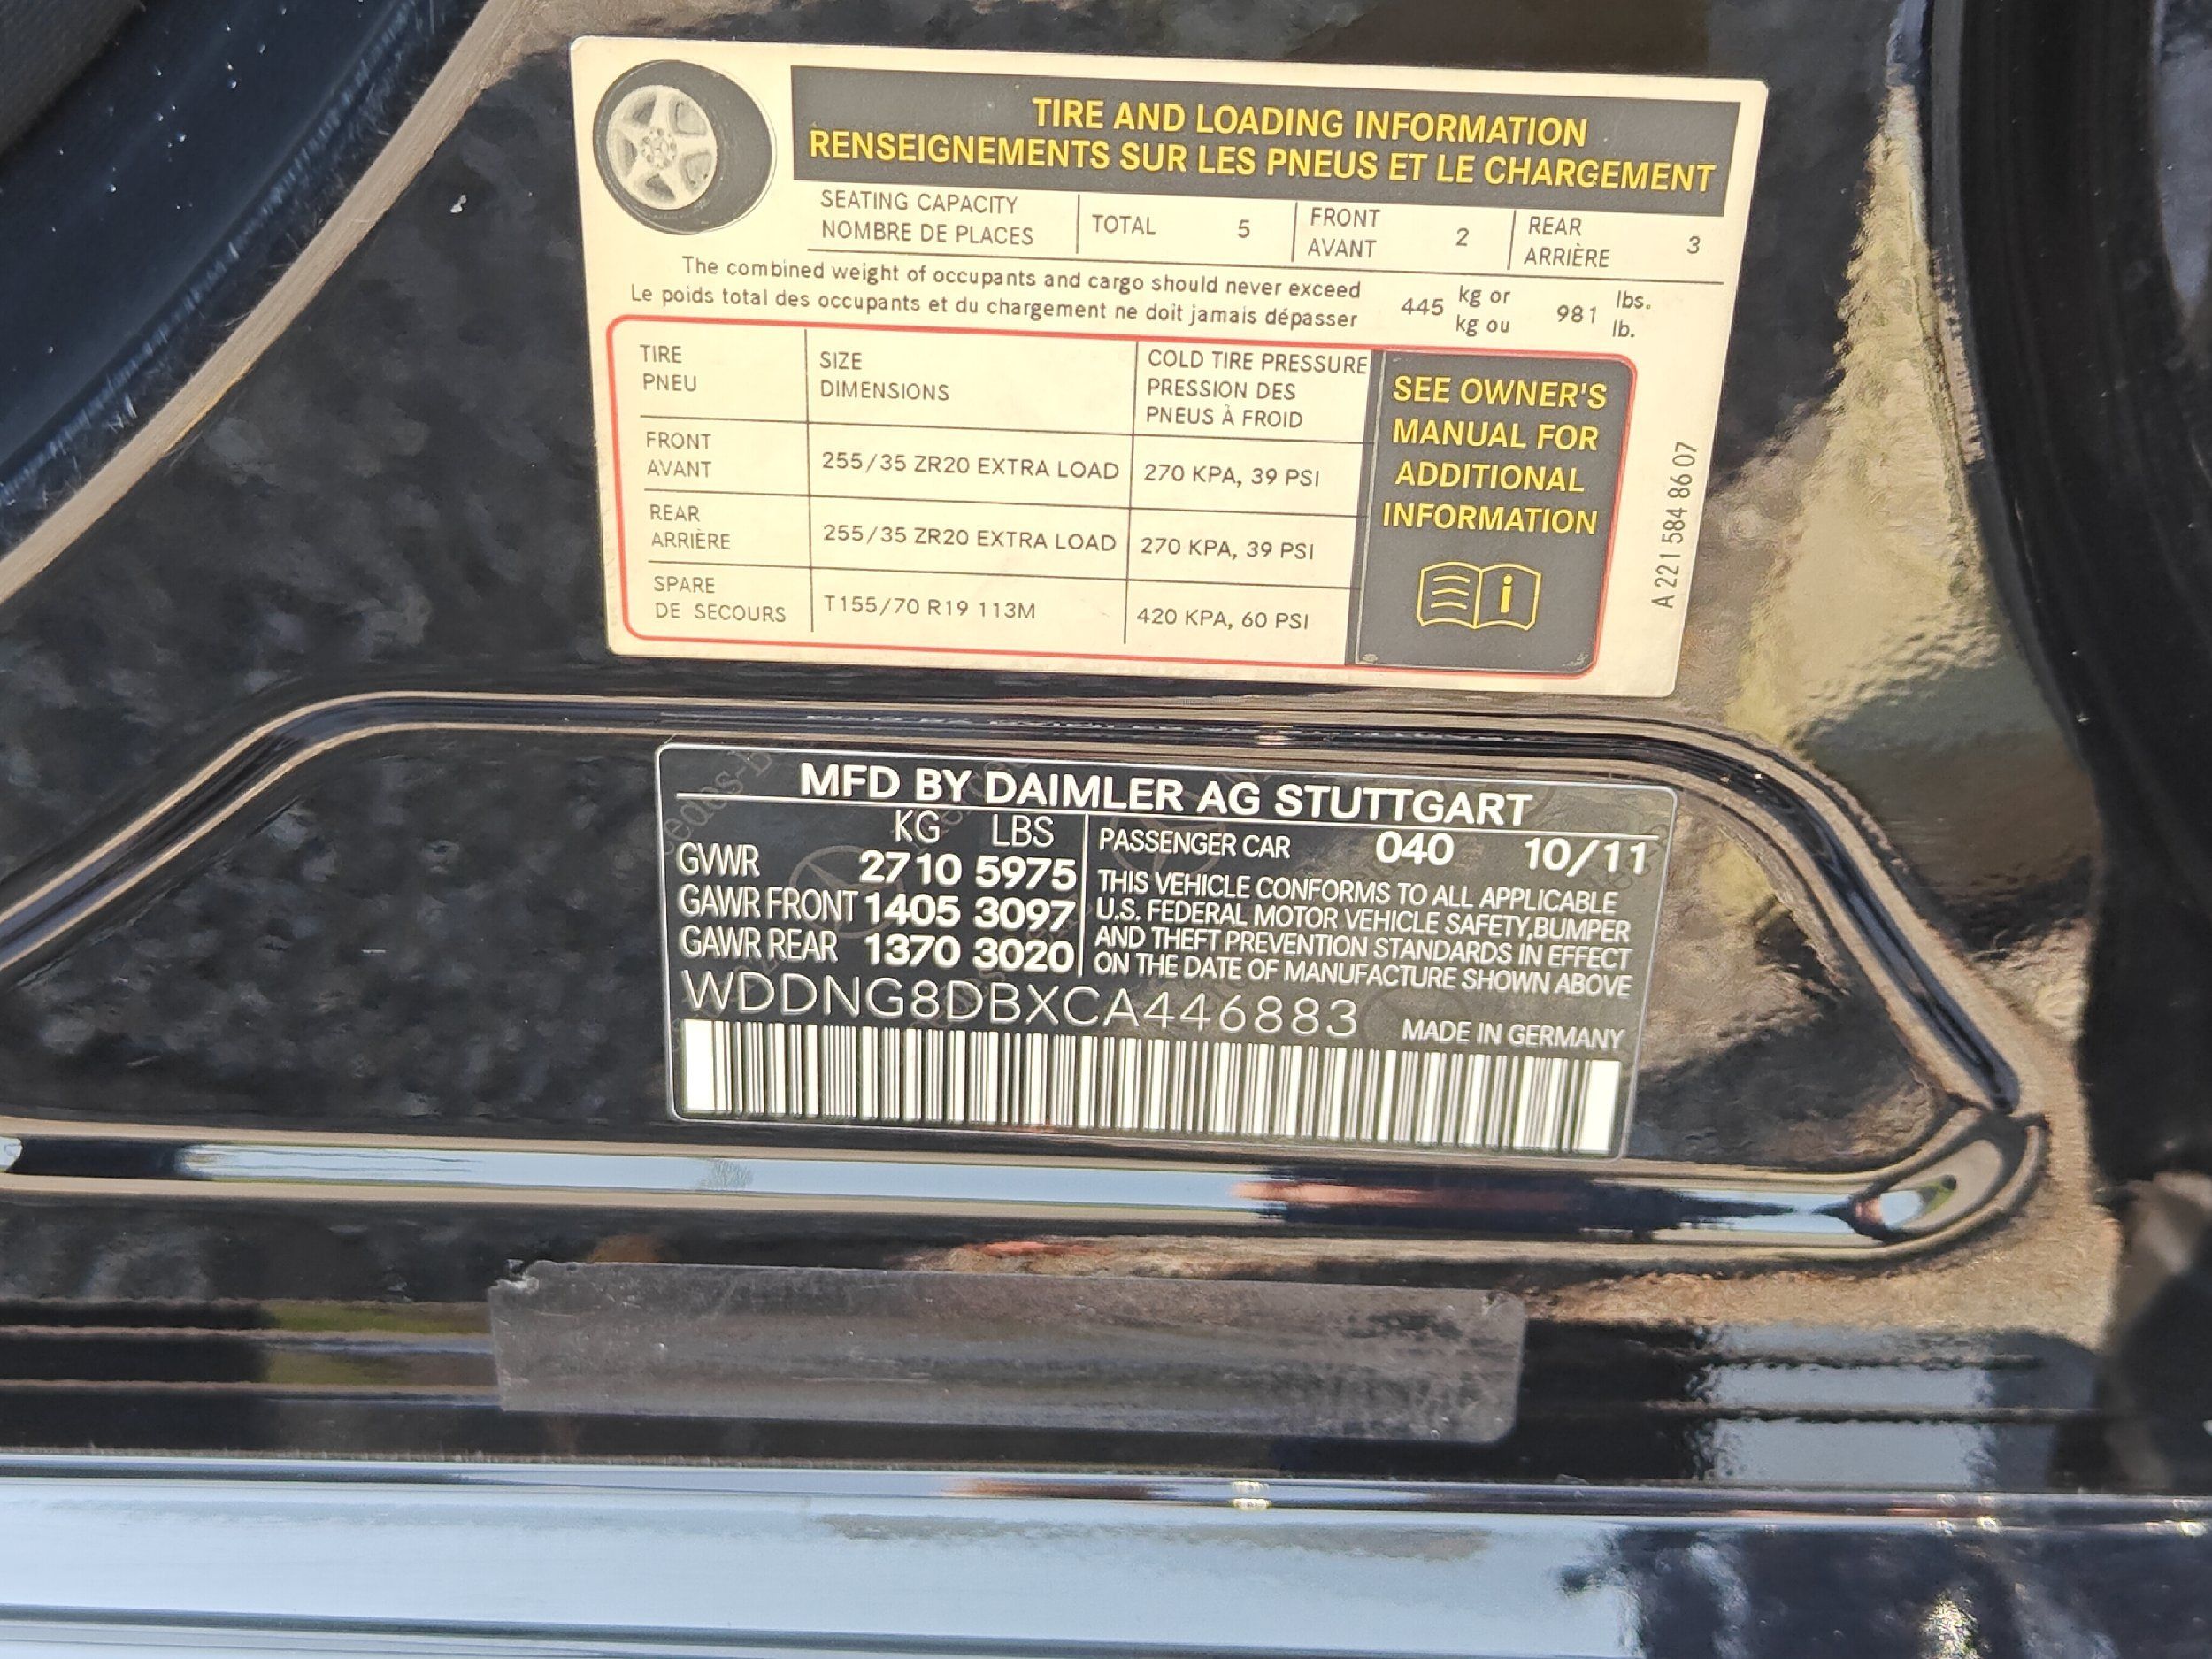 TIRE AND LOADING INFORMATION
RENSEIGNEMENTS SUR LES PNEUS ET LE CHARGEMENT
SEATING CAPACITY
NOMBRE DE PLACES
TOTAL 5
FRONT
AVANT
2
REAR
ARRIÈRE
3
The combined weight of occupants and cargo should never exceed
Le poids total des occupants et du chargement ne doit jamais dépasser
445
kg or
kg ou
981
lbs.
lb.
TIRE
PNEU
SIZE
DIMENSIONS
COLD TIRE PRESSURE
PRESSION DES
PNEUS À FROID
FRONT
AVANT
255/35 ZR20 EXTRA LOAD
270 KPA, 39 PSI
REAR
ARRIÈRE
255/35 ZR20 EXTRA LOAD
270 KPA, 39 PSI
SPARE
DE SECOURS
T155/70 R19 113M
420 KPA, 60 PSI
SEE OWNER'S
MANUAL FOR
ADDITIONAL
INFORMATION
A 221 584 86 07
MFD BY DAIMLER AG STUTTGART
KG LBS
GVWR 2710 5975
GAWR FRONT 1405 3097
GAWR REAR 1370 3020
PASSENGER CAR 040 10/11
THIS VEHICLE CONFORMS TO ALL APPLICABLE
U.S. FEDERAL MOTOR VEHICLE SAFETY,BUMPER
AND THEFT PREVENTION STANDARDS IN EFFECT
ON THE DATE OF MANUFACTURE SHOWN ABOVE
WDDNG8DBXCA446883
MADE IN GERMANY